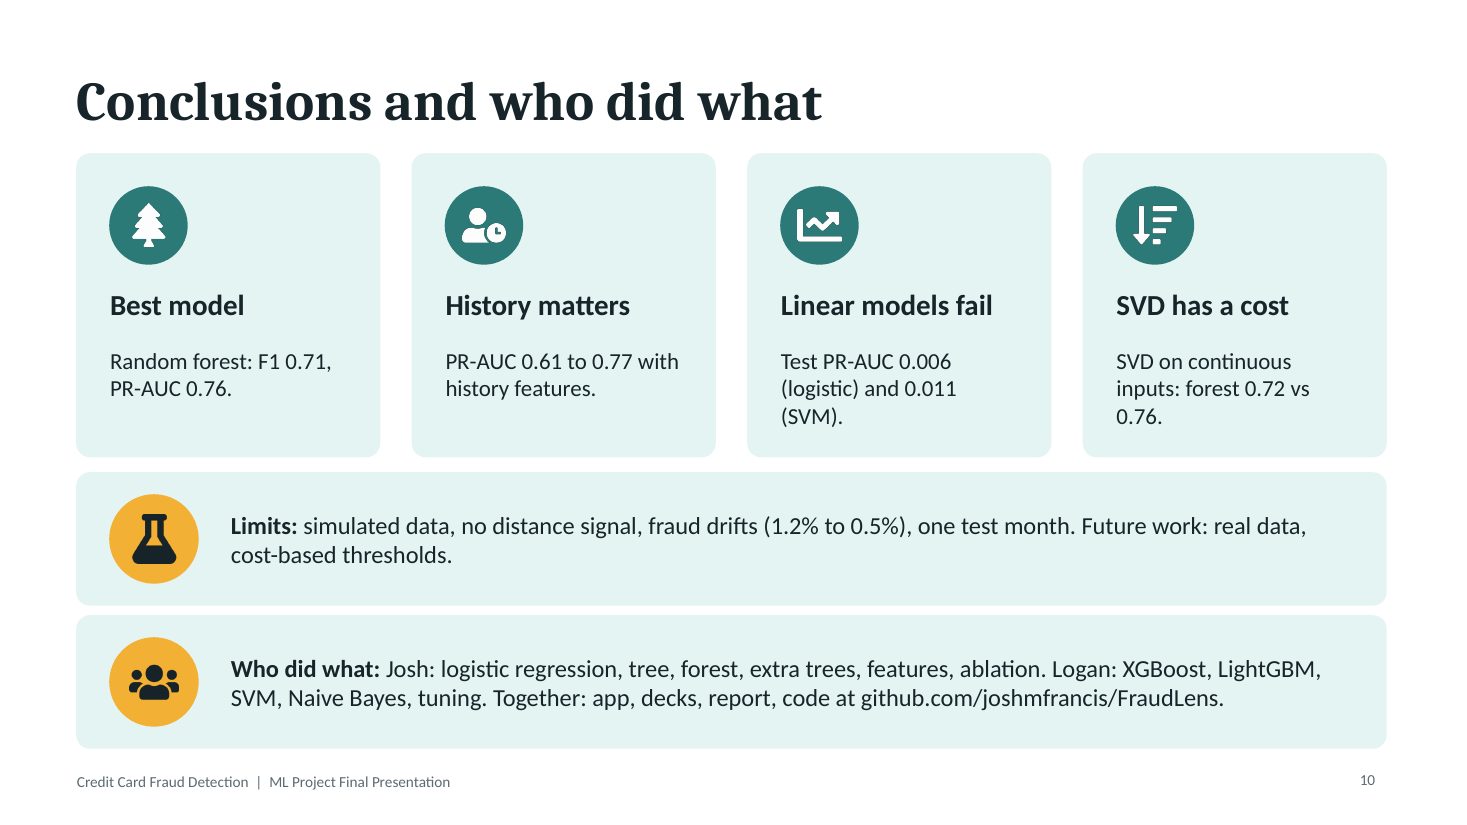 Conclusions and who did what
Best model
Random forest: F1 0.71,
PR-AUC 0.76.
History matters
PR-AUC 0.61 to 0.77 with
history features.
Linear models fail
Test PR-AUC 0.006
(logistic) and 0.011
(SVM).
SVD has a cost
SVD on continuous
inputs: forest 0.72 vs
0.76.
Limits: simulated data, no distance signal, fraud drifts (1.2% to 0.5%), one test month. Future work: real data,
cost-based thresholds.
Who did what: Josh: logistic regression, tree, forest, extra trees, features, ablation. Logan: XGBoost, LightGBM,
SVM, Naive Bayes, tuning. Together: app, decks, report, code at github.com/joshmfrancis/FraudLens.
Credit Card Fraud Detection | ML Project Final Presentation
10